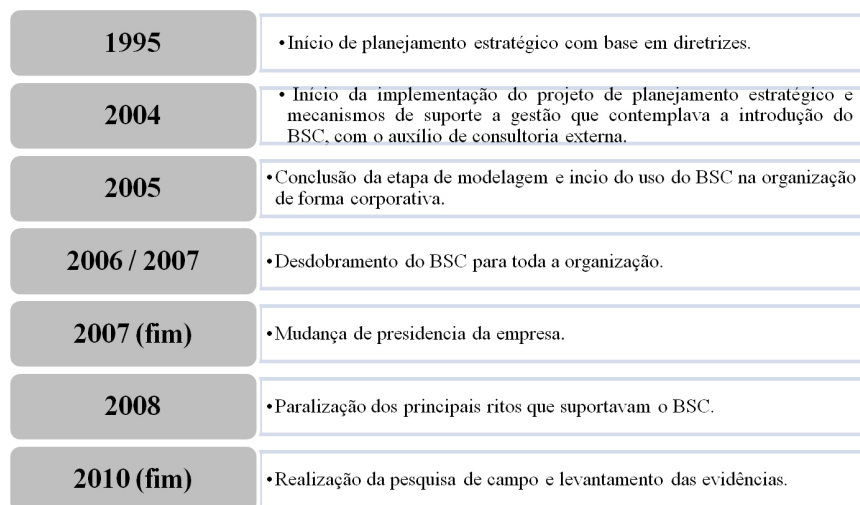 1995
•Início de planejamento estratégico com base em diretrizes.
2004
• Início da implementação do projeto de planejamento estratégico e
mecanismos de suporte a gestão que contemplava a introdução do
BSC, com o auxílio de consultoria externa.
2005
•Conclusão da etapa de modelagem e incio do uso do BSC na organização
de forma corporativa.
2006 / 2007
•Desdobramento do BSC para toda a organização.
2007 (fim)
•Mudança de presidencia da empresa.
2008
•Paralização dos principais ritos que suportavam o BSC.
2010 (fim)
•Realização da pesquisa de campo e levantamento das evidências.